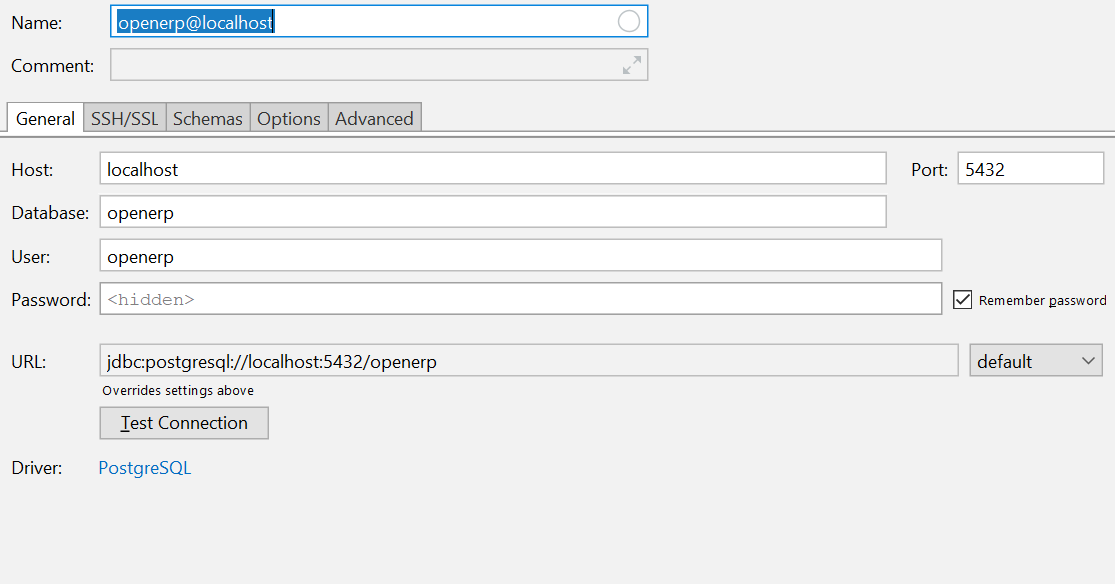 Name: openerp@localhost
Comment:
General SSH/SSL Schemas Options Advanced
Host: localhost Port: 5432
Database: openerp
User: openerp
Password: <hidden> Remember password
URL: jdbc:postgresql://localhost:5432/openerp default
Overrides settings above
Test Connection
Driver: PostgreSQL